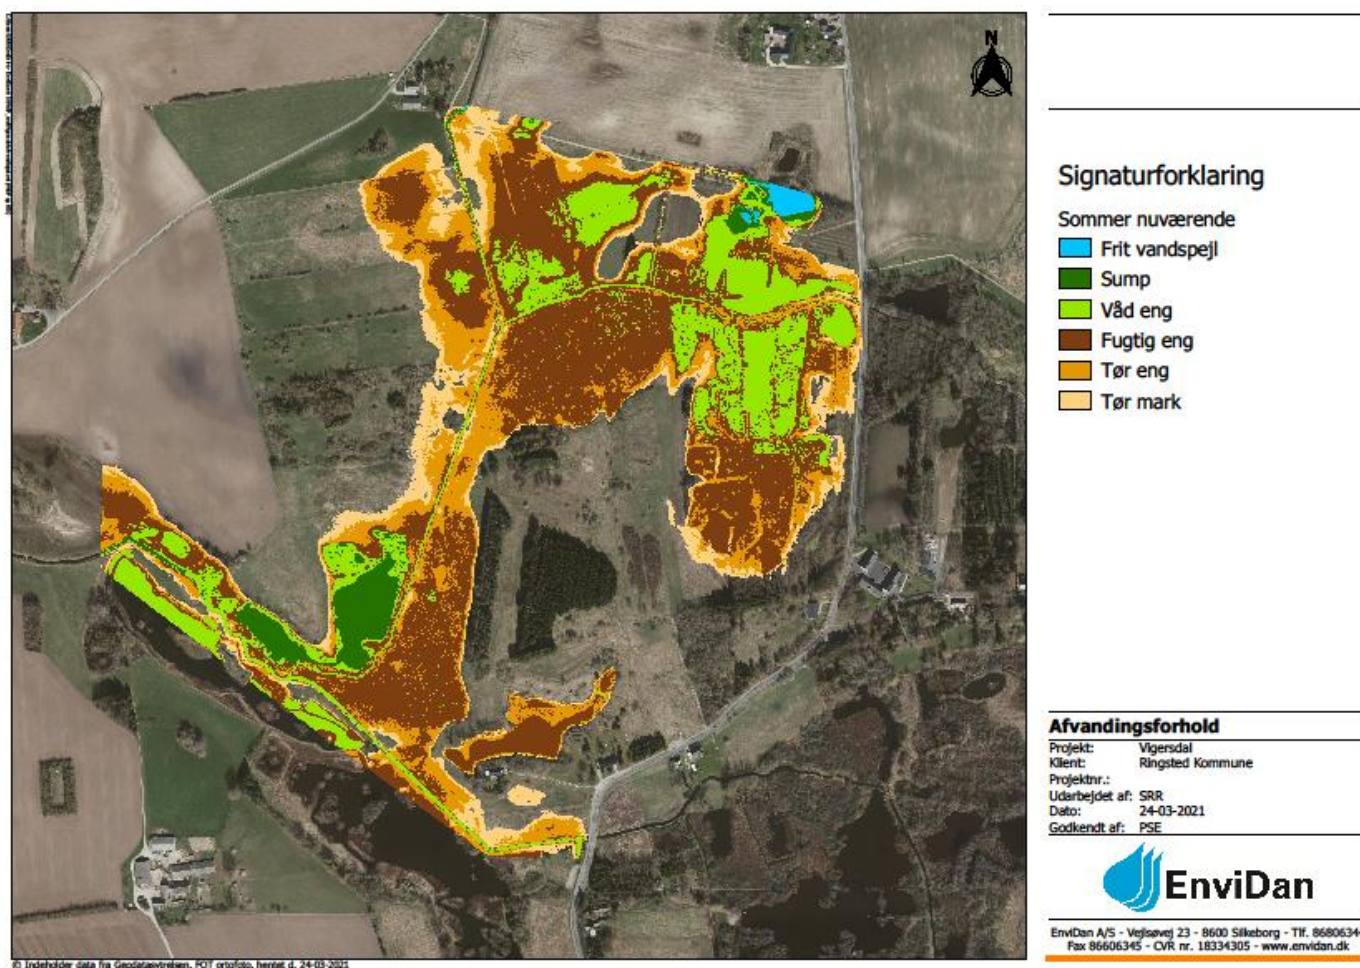 N
Signaturforklaring
Sommer nuværende
Frit vandspejl
Sump
Våd eng
Fugtig eng
Tør eng
Tør mark
Afvandingsforhold
Projekt: Vigersdal
Klient: Ringsted Kommune
Projektnr.:
Udarbejdet af: SRR
Dato: 24-03-2021
Godkendt af: PSE
EnviDan
EnviDan A/S - Vejlsøvej 23 - 8600 Silkeborg - Tlf. 8680634
Fax 86806345 - CVR nr. 18334305 - www.envidan.dk
© Indeholder data fra Geodatastyrelsen, FOT ortofoto, hentet d. 24-03-2021